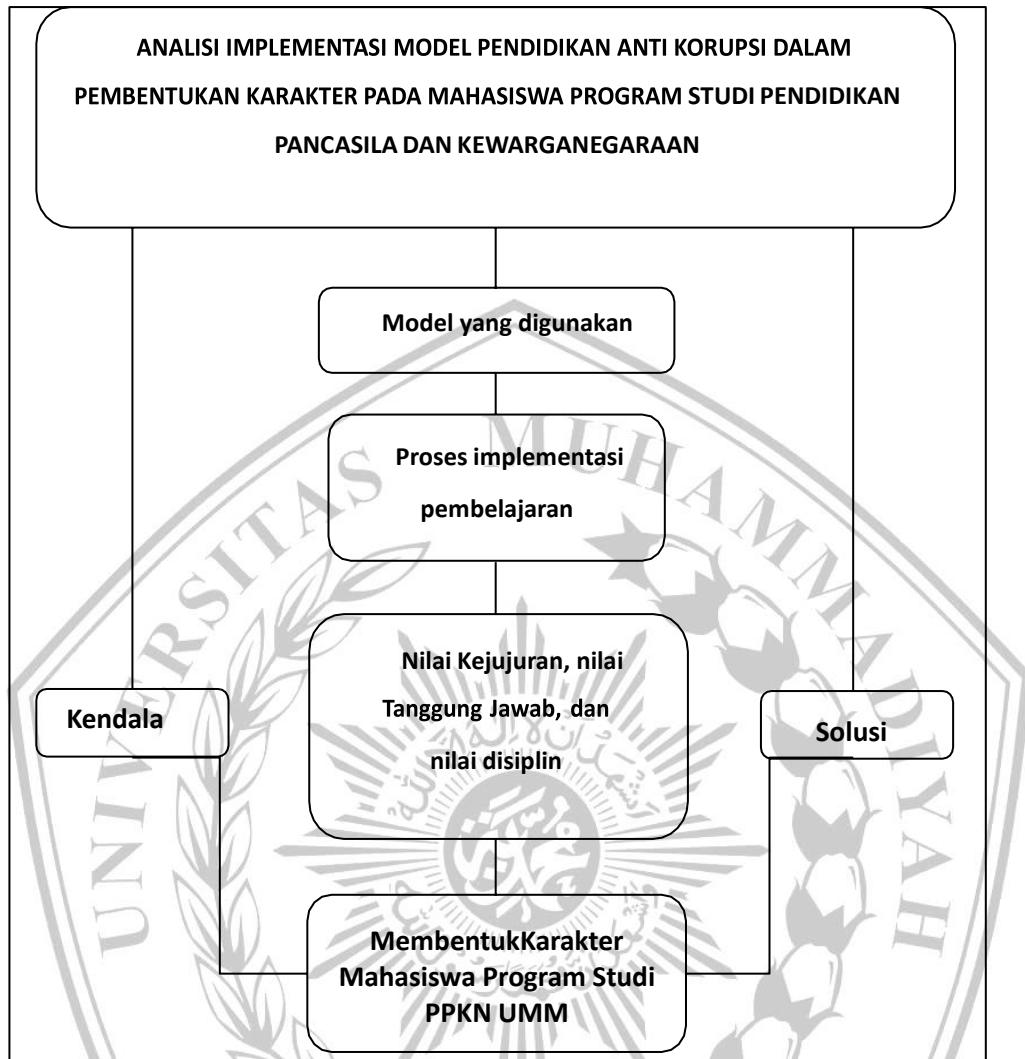 ANALISI IMPLEMENTASI MODEL PENDIDIKAN ANTI KORUPSI DALAM
PEMBENTUKAN KARAKTER PADA MAHASISWA PROGRAM STUDI PENDIDIKAN
PANCASILA DAN KEWARGANEGARAAN
Model yang digunakan
Proses implementasi
pembelajaran
Nilai Kejujuran, nilai
Tanggung Jawab, dan
nilai disiplin
Kendala
Solusi
MembentukKarakter
Mahasiswa Program Studi
PPKN UMM
UNIVERSITAS MUHAMMADIYAH